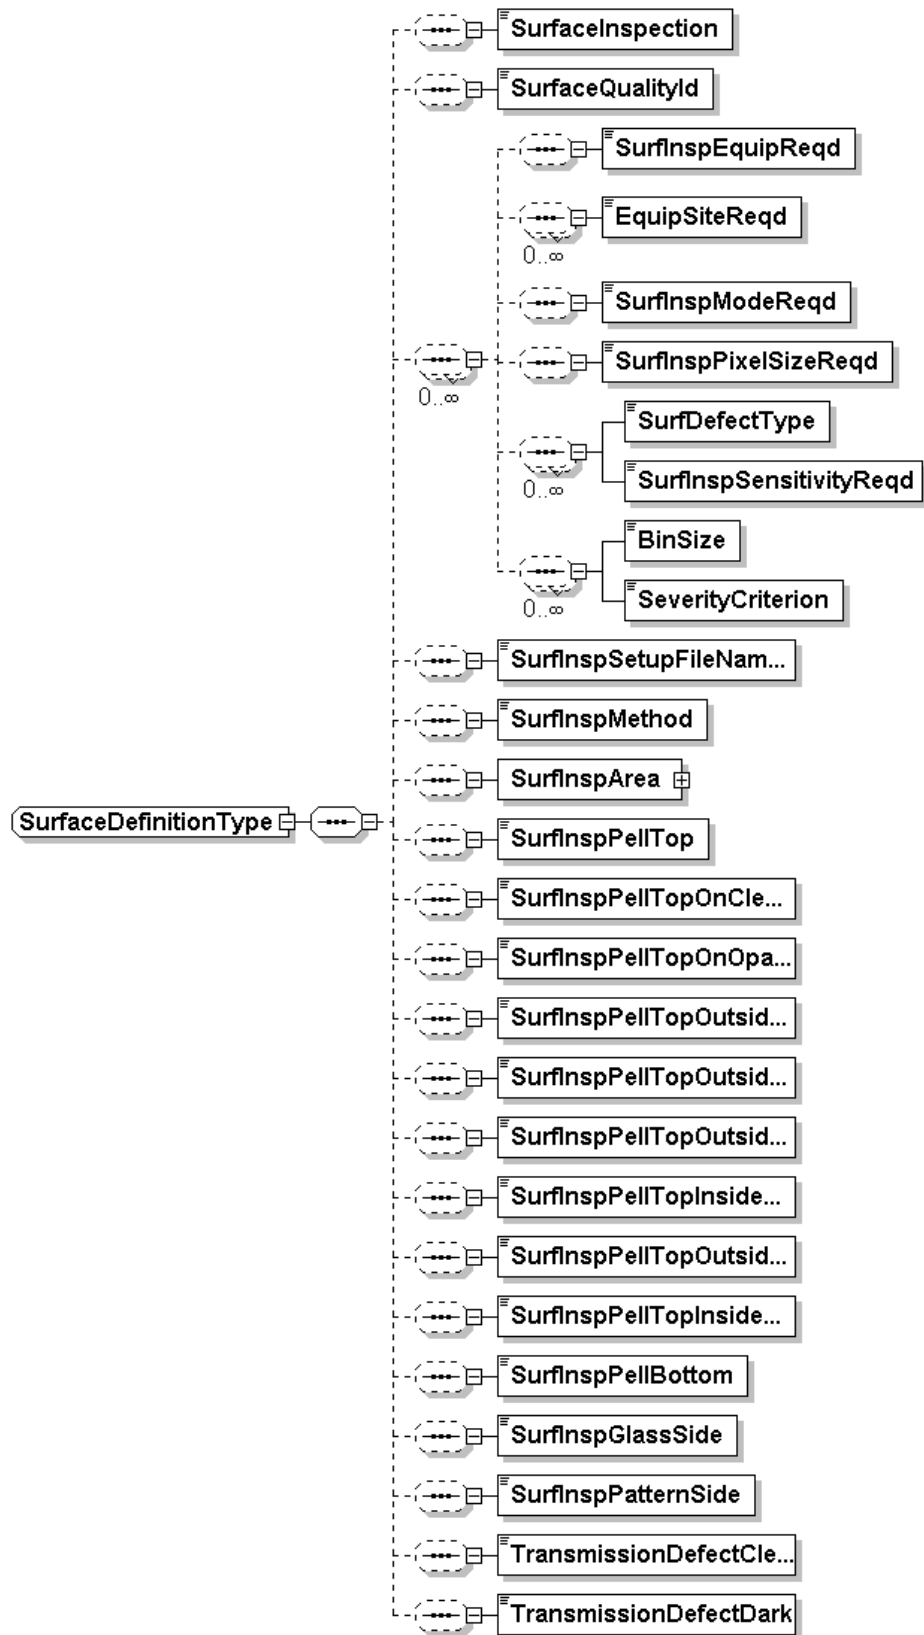 SurfaceInspection
SurfaceQualityId
SurfInspEquipReqd
EquipSiteReqd
0..∞
SurfInspModeReqd
SurfInspPixelSizeReqd
0..∞
SurfDefectType
SurfInspSensitivityReqd
0..∞
BinSize
SeverityCriterion
0..∞
SurfInspSetupFileNam...
SurfInspMethod
SurfInspArea
SurfaceDefinitionType
SurfInspPellTop
SurfInspPellTopOnCle...
SurfInspPellTopOnOpa...
SurfInspPellTopOutsid...
SurfInspPellTopOutsid...
SurfInspPellTopOutsid...
SurfInspPellTopInside...
SurfInspPellTopOutsid...
SurfInspPellTopInside...
SurfInspPellBottom
SurfInspGlassSide
SurfInspPatternSide
TransmissionDefectCle...
TransmissionDefectDark